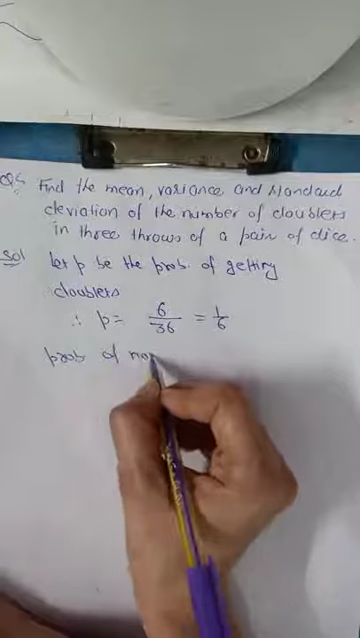 Q. Find the mean, variance and standard
deviation of the number of doublets
in three throws of a pair of dice.
Sol let p be the prob. of getting
doublets
∴ p = 6/36 = 1/6
prob of no